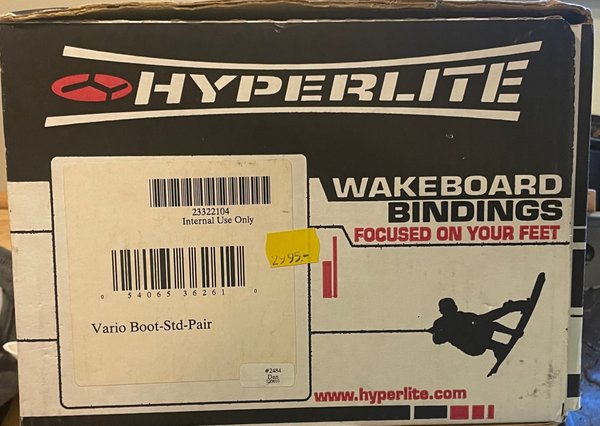 HYPERLITE
WAKEBOARD
BINDINGS
FOCUSED ON YOUR FEET
23322104
Internal Use Only
2995.-
0 54065 36261 0
Vario Boot-Std-Pair
#2484
Den
www.hyperlite.com